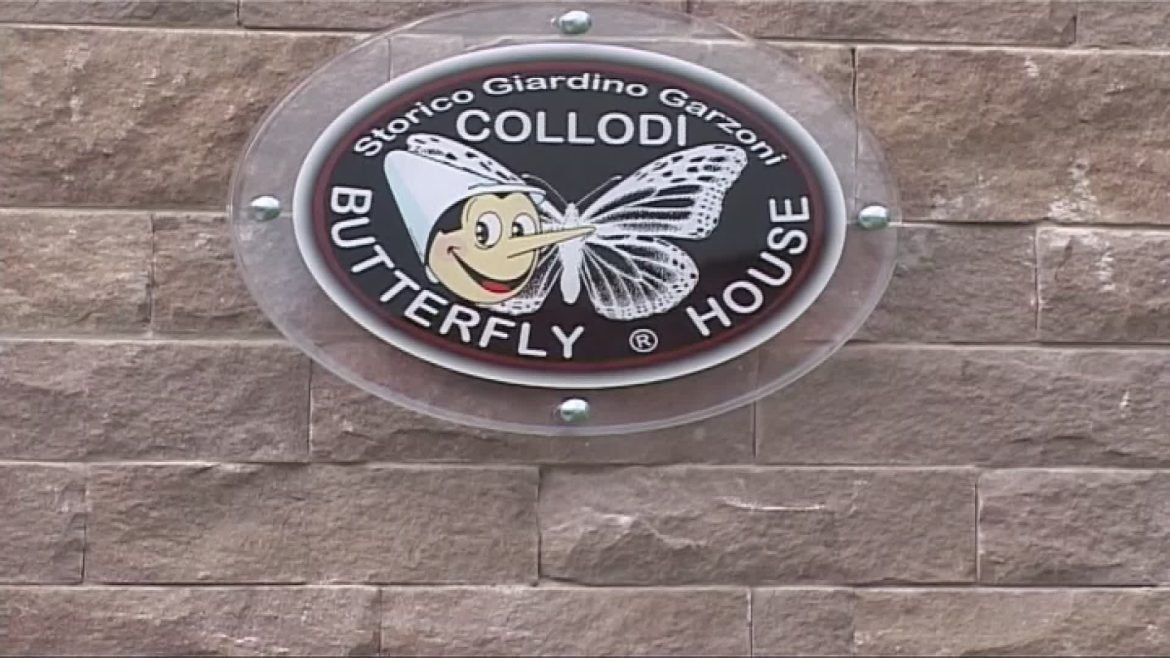 Storico Giardino Garzoni
COLLODI
BUTTERFLY ® HOUSE